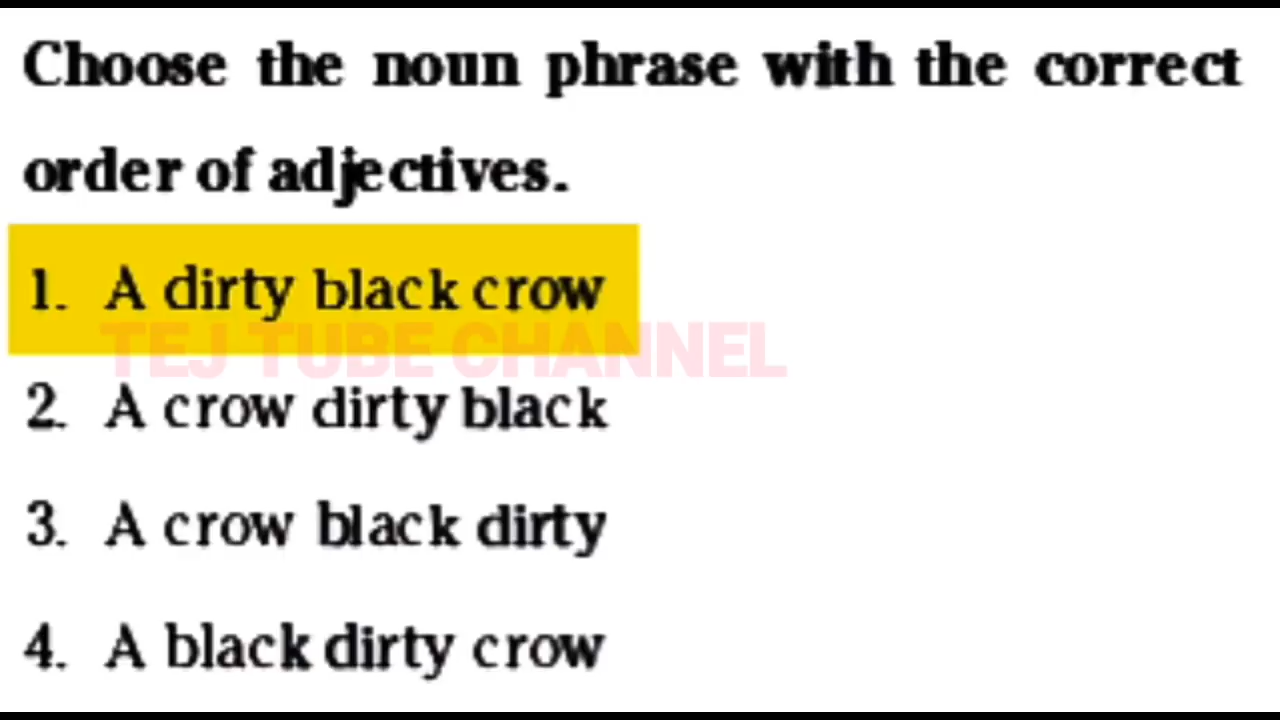 Choose the noun phrase with the correct
order of adjectives.
1. A dirty black crow
TEJ TUBE CHANNEL
2. A crow dirty black
3. A crow black dirty
4. A black dirty crow